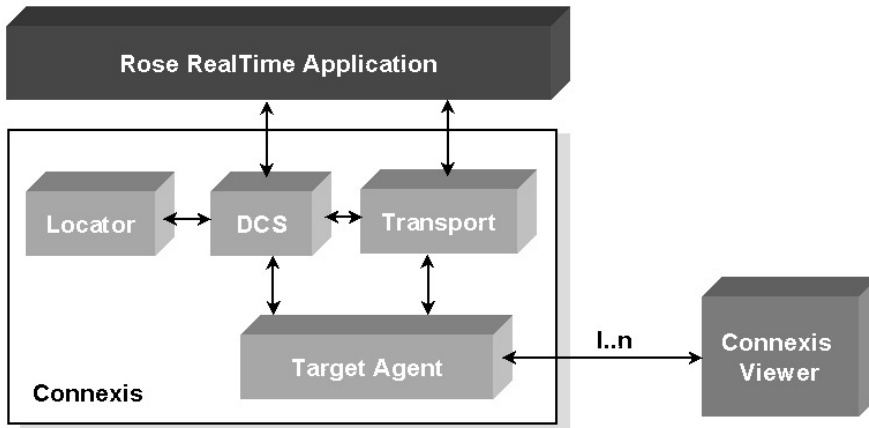 Rose RealTime Application
Locator
DCS
Transport
Target Agent
I..n
Connexis
Viewer
Connexis